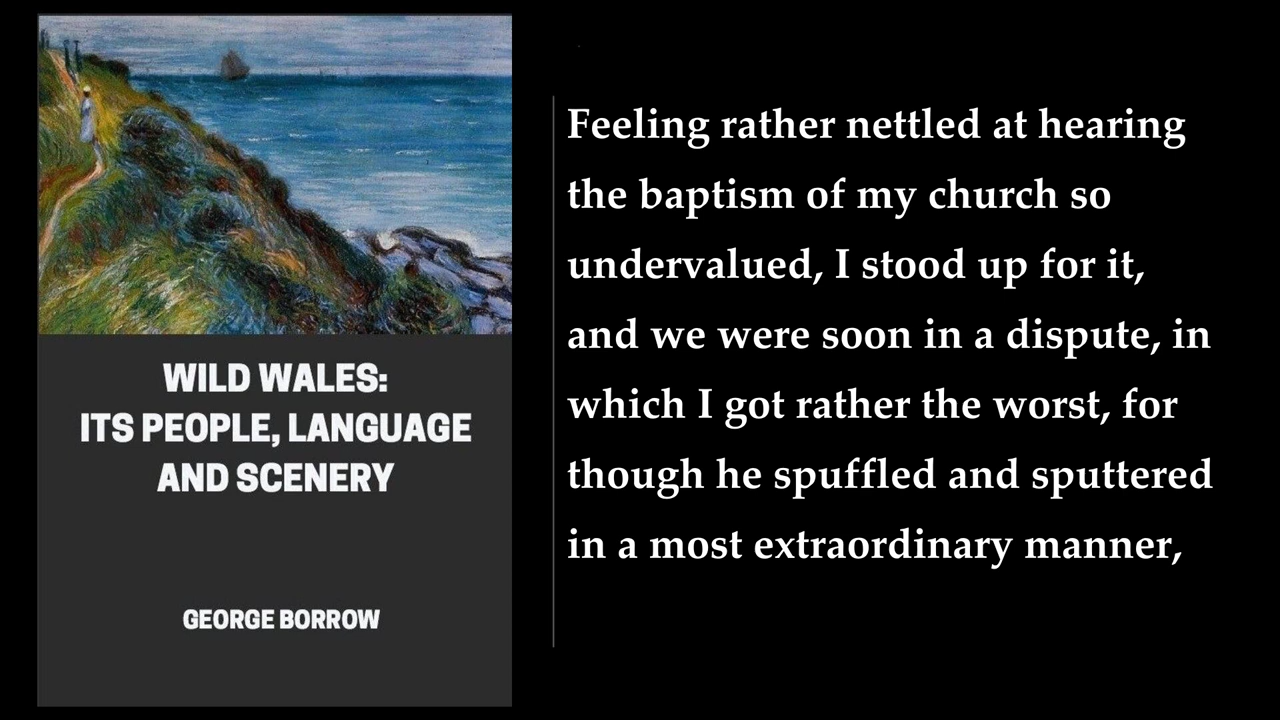 WILD WALES:
ITS PEOPLE, LANGUAGE
AND SCENERY
GEORGE BORROW
Feeling rather nettled at hearing
the baptism of my church so
undervalued, I stood up for it,
and we were soon in a dispute, in
which I got rather the worst, for
though he spuffled and sputtered
in a most extraordinary manner,